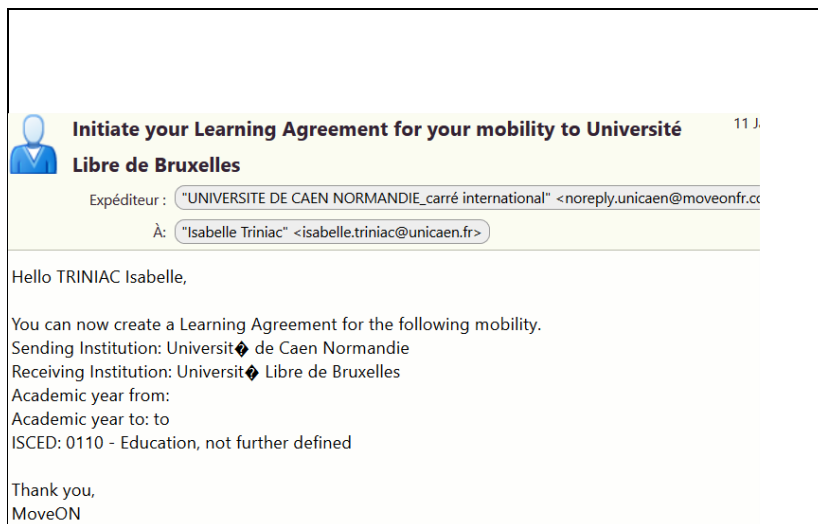 Initiate your Learning Agreement for your mobility to Université
11
Libre de Bruxelles
Expéditeur : "UNIVERSITE DE CAEN NORMANDIE_carré international" <noreply.unicaen@moveonfr.co
À: "Isabelle Triniac" <isabelle.triniac@unicaen.fr>
Hello TRINIAC Isabelle,
You can now create a Learning Agreement for the following mobility.
Sending Institution: Universit� de Caen Normandie
Receiving Institution: Universit� Libre de Bruxelles
Academic year from:
Academic year to: to
ISCED: 0110 - Education, not further defined
Thank you,
MoveON